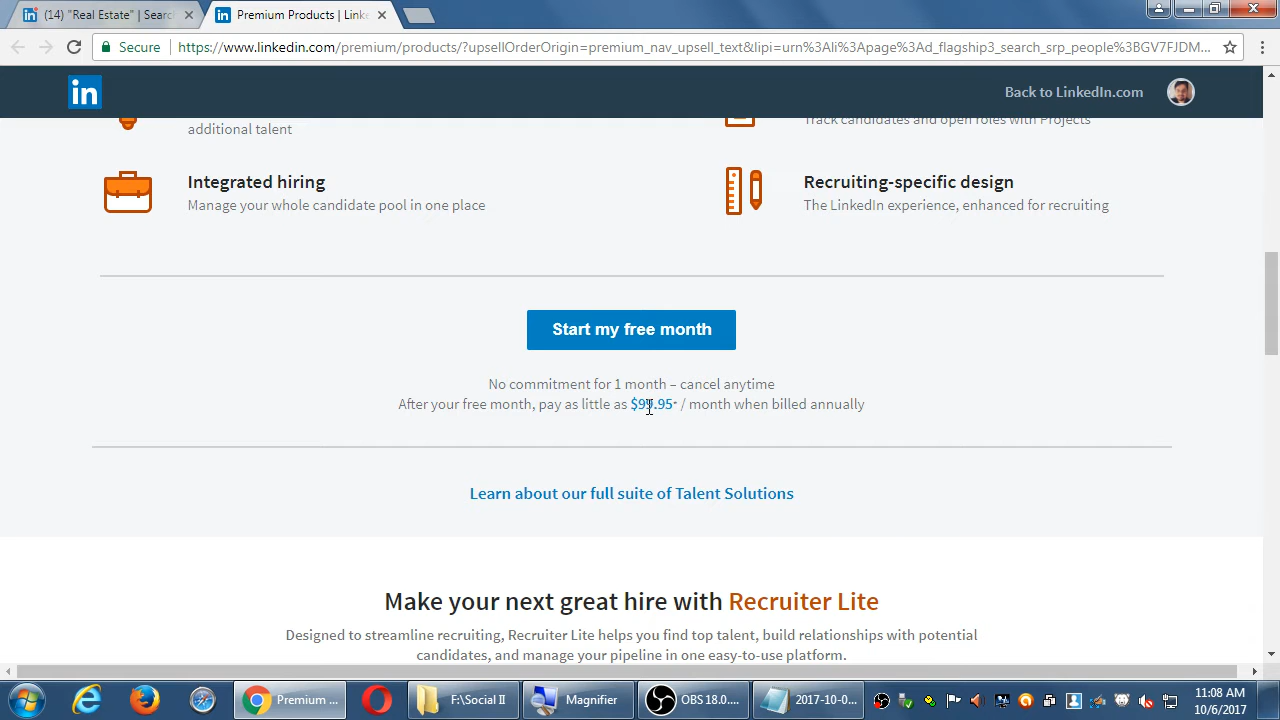 (14) "Real Estate" | Searc
Premium Products | Linke
Secure
https://www.linkedin.com/premium/products/?upsellOrderOrigin=premium_nav_upsell_text&lipi=urn%3Ali%3Apage%3Ad_flagship3_search_srp_people%3BGV7FJDM...
in
Back to LinkedIn.com
additional talent
Track candidates and open roles with Projects
Integrated hiring
Manage your whole candidate pool in one place
Recruiting-specific design
The LinkedIn experience, enhanced for recruiting
Start my free month
No commitment for 1 month – cancel anytime
After your free month, pay as little as $99.95* / month when billed annually
Learn about our full suite of Talent Solutions
Make your next great hire with Recruiter Lite
Designed to streamline recruiting, Recruiter Lite helps you find top talent, build relationships with potential
candidates, and manage your pipeline in one easy-to-use platform.
Premium ...
F:\Social II
Magnifier
OBS 18.0....
2017-10-0...
11:08 AM
10/6/2017